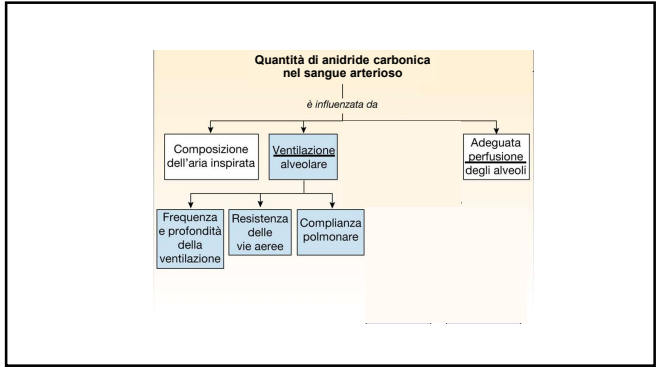 Quantità di anidride carbonica
nel sangue arterioso
è influenzata da
Composizione
dell'aria inspirata
Ventilazione
alveolare
Adeguata
perfusione
degli alveoli
Frequenza
e profondità
della
ventilazione
Resistenza
delle
vie aeree
Complianza
polmonare